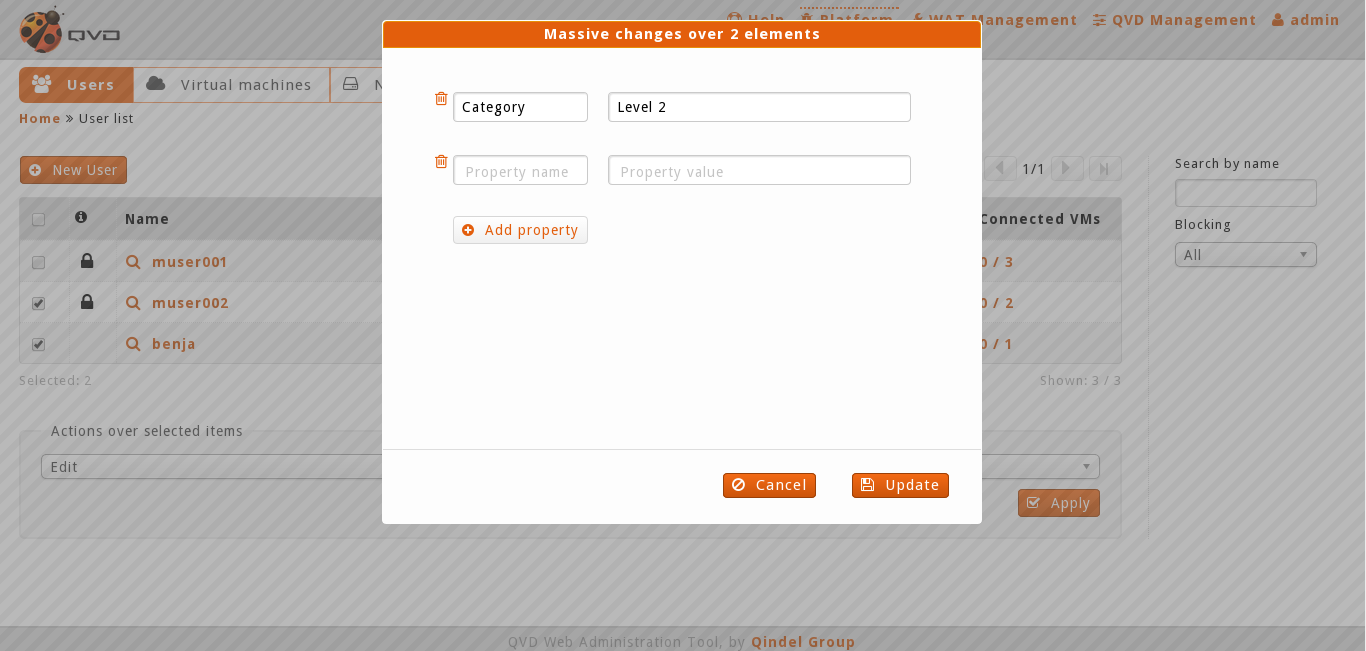 Help Platform WAT Management QVD Management admin
QVD
Massive changes over 2 elements
Users Virtual machines N
Home » User list
Category Level 2
Property name Property value
Add property
New User
1/1
Search by name
Name Connected VMs
Blocking
All
muser001 0 / 3
muser002 0 / 2
benja 0 / 1
Selected: 2 Shown: 3 / 3
Actions over selected items
Edit
Cancel Update
Apply
QVD Web Administration Tool, by Qindel Group